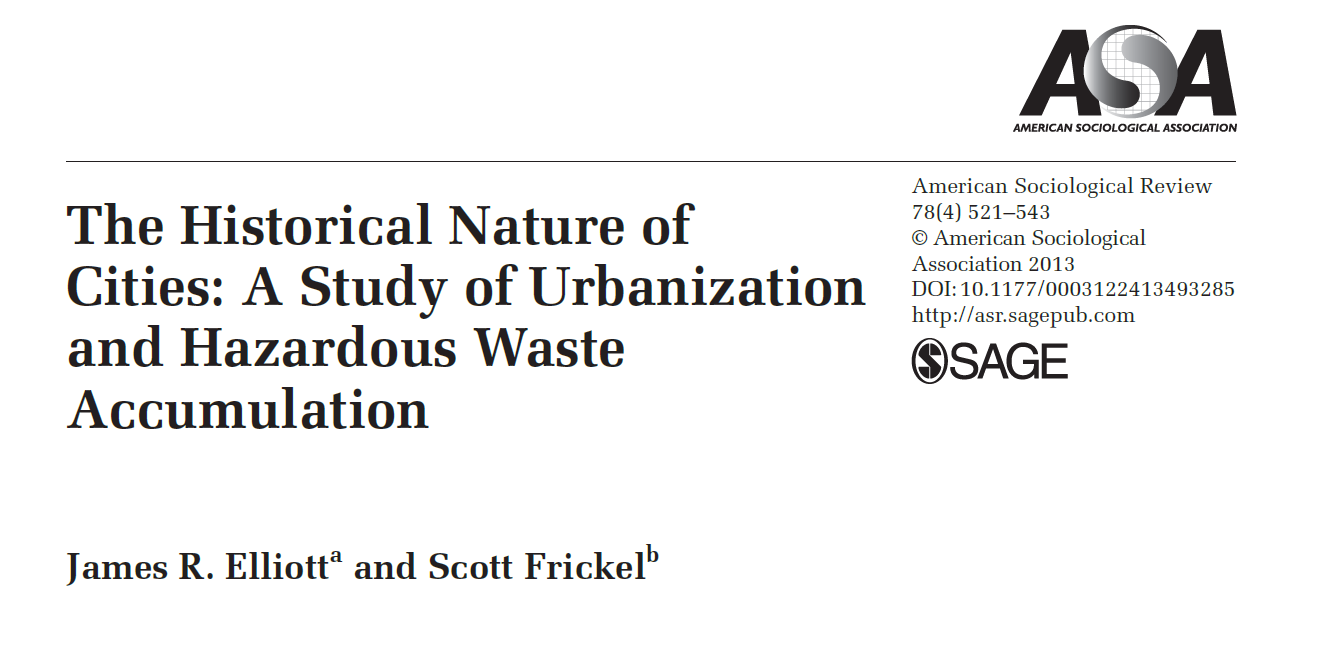 ASA
AMERICAN SOCIOLOGICAL ASSOCIATION
The Historical Nature of
Cities: A Study of Urbanization
and Hazardous Waste
Accumulation
American Sociological Review
78(4) 521–543
© American Sociological
Association 2013
DOI: 10.1177/0003122413493285
http://asr.sagepub.com
SAGE
James R. Elliottᵃ and Scott Frickelᵇ